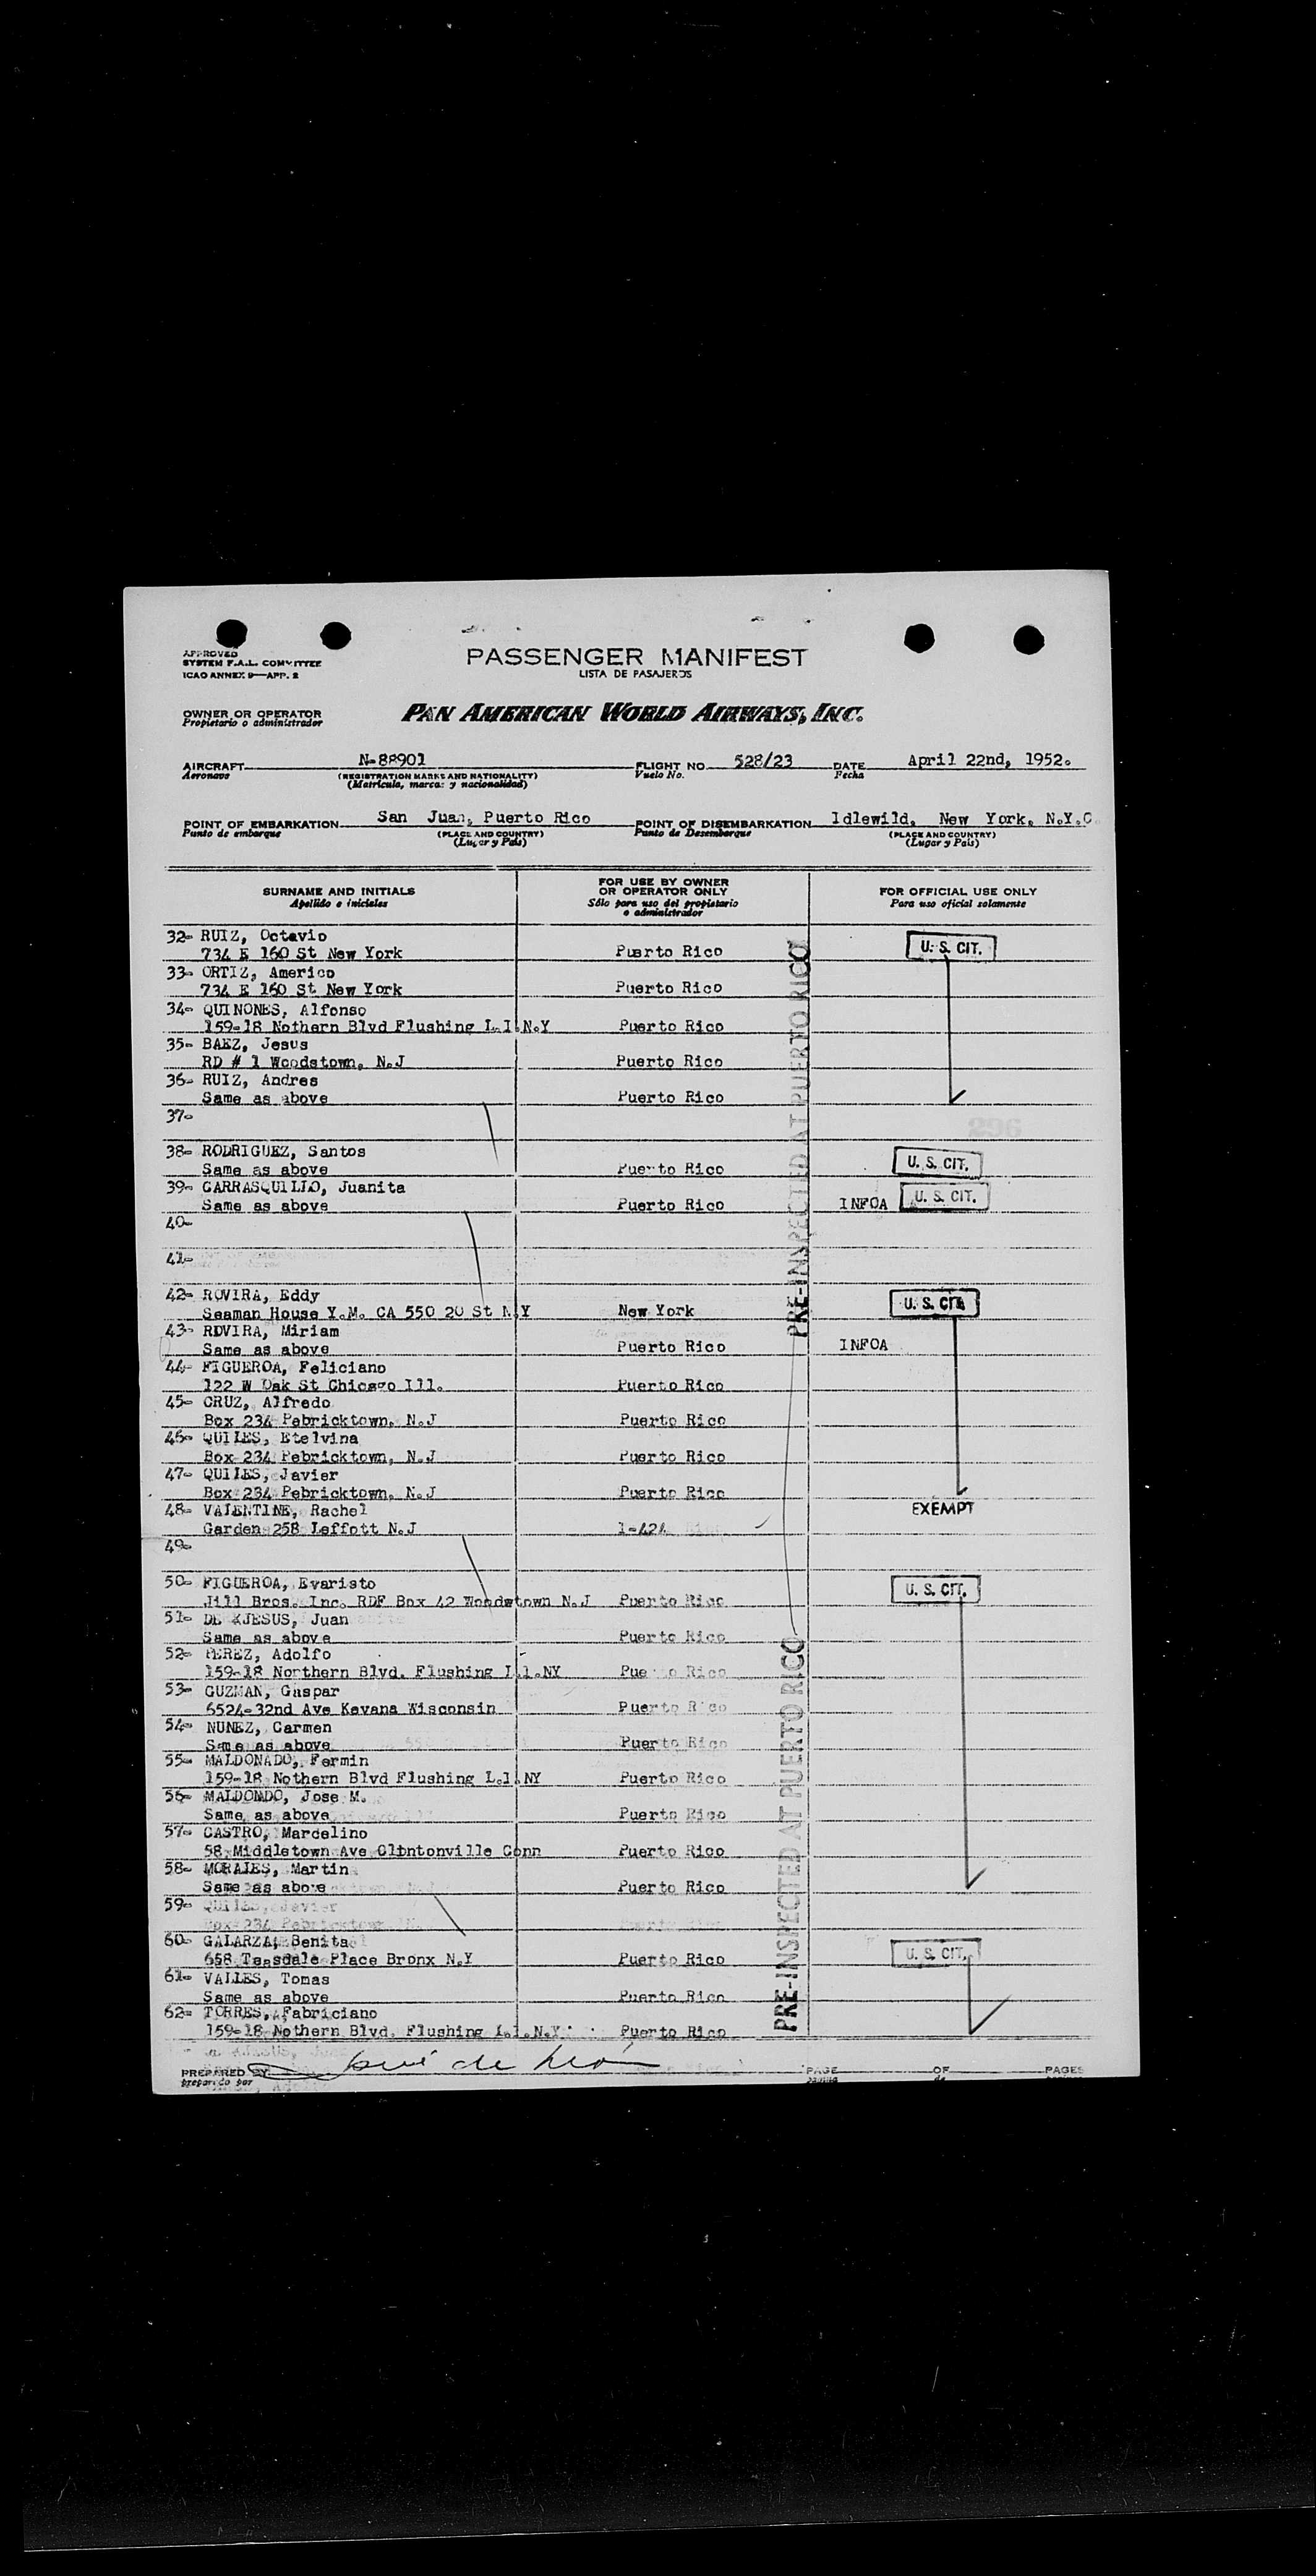 APPROVED
SYSTEM F.A.L. COMMITTEE
ICAO ANNEX 9—APP. 2
PASSENGER MANIFEST
LISTA DE PASAJEROS
OWNER OR OPERATOR
Propietario o administrador
PAN AMERICAN WORLD AIRWAYS, INC.
AIRCRAFT N-88901 FLIGHT NO. 528/23 DATE April 22nd, 1952.
Aeronave (REGISTRATION MARKS AND NATIONALITY) Vuelo No. Fecha
(Matrícula, marcas y nacionalidad)
POINT OF EMBARKATION San Juan, Puerto Rico POINT OF DISEMBARKATION Idlewild, New York, N.Y.C.
Punto de embarque (PLACE AND COUNTRY) Punto de Desembarque (PLACE AND COUNTRY)
(Lugar y País) (Lugar y País)
SURNAME AND INITIALS FOR USE BY OWNER OR OPERATOR ONLY FOR OFFICIAL USE ONLY
Apellido e iniciales Sólo para uso del propietario o administrador Para uso oficial solamente
32- RUIZ, Octavio
734 E 160 St New York Puerto Rico U. S. CIT.
33- ORTIZ, Americo
734 E 160 St New York Puerto Rico
34- QUINONES, Alfonso
159-18 Nothern Blvd Flushing L.I.N.Y Puerto Rico
35- BAEZ, Jesus
RD # 1 Woodstown, N.J Puerto Rico
36- RUIZ, Andres
Same as above Puerto Rico
37-
296
38- RODRIGUEZ, Santos
Same as above Puerto Rico U. S. CIT.
39- CARRASQUILLO, Juanita
Same as above Puerto Rico INFOA U. S. CIT.
40-
41-
42- ROVIRA, Eddy
Seaman House Y.M. CA 550 20 St N.Y New York U. S. CIT.
43- ROVIRA, Miriam
Same as above Puerto Rico INFOA
44- FIGUEROA, Feliciano
122 W Oak St Chicago Ill. Puerto Rico
45- CRUZ, Alfredo
Box 234 Pebricktown, N.J Puerto Rico
46- QUILES, Etelvina
Box 234 Pebricktown, N.J Puerto Rico
47- QUILES, Javier
Box 234 Pebricktown, N.J Puerto Rico
48- VALENTINE, Rachel EXEMPT
Garden 258 Leffott N.J I-424
49-
50- FIGUEROA, Evaristo U. S. CIT.
Jill Bros. Inc. RDF Box 42 Woodstown N.J Puerto Rico
51- DE XJESUS, Juan
Same as above Puerto Rico
52- PEREZ, Adolfo
159-18 Northern Blvd. Flushing L.I.NY Puerto Rico
53- GUZMAN, Gaspar
6524-32nd Ave Kevana Wisconsin Puerto Rico
54- NUNEZ, Carmen
Same as above Puerto Rico
55- MALDONADO, Fermin
159-18 Nothern Blvd Flushing L.I.NY Puerto Rico
56- MALDONDO, Jose M.
Same as above Puerto Rico
57- CASTRO, Marcelino
58 Middletown Ave Clintonville Conn Puerto Rico
58- MORALES, Martin
Same as above Puerto Rico
59-
60- GALARZA, Benita
658 Teasdale Place Bronx N.Y Puerto Rico U. S. CIT.
61- VALLES, Tomas
Same as above Puerto Rico
62- TORRES, Fabriciano
159-18 Nothern Blvd. Flushing L.I.N.Y Puerto Rico
PRE-INSPECTED AT PUERTO RICO
PRE-INSPECTED AT PUERTO RICO
PREPARED BY José de León PAGE OF PAGES
preparado por página de